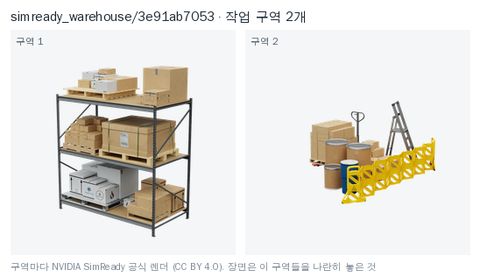 simready_warehouse/3e91ab7053 · 작업 구역 2개
구역 1
구역 2
구역마다 NVIDIA SimReady 공식 렌더 (CC BY 4.0). 장면은 이 구역들을 나란히 놓은 것